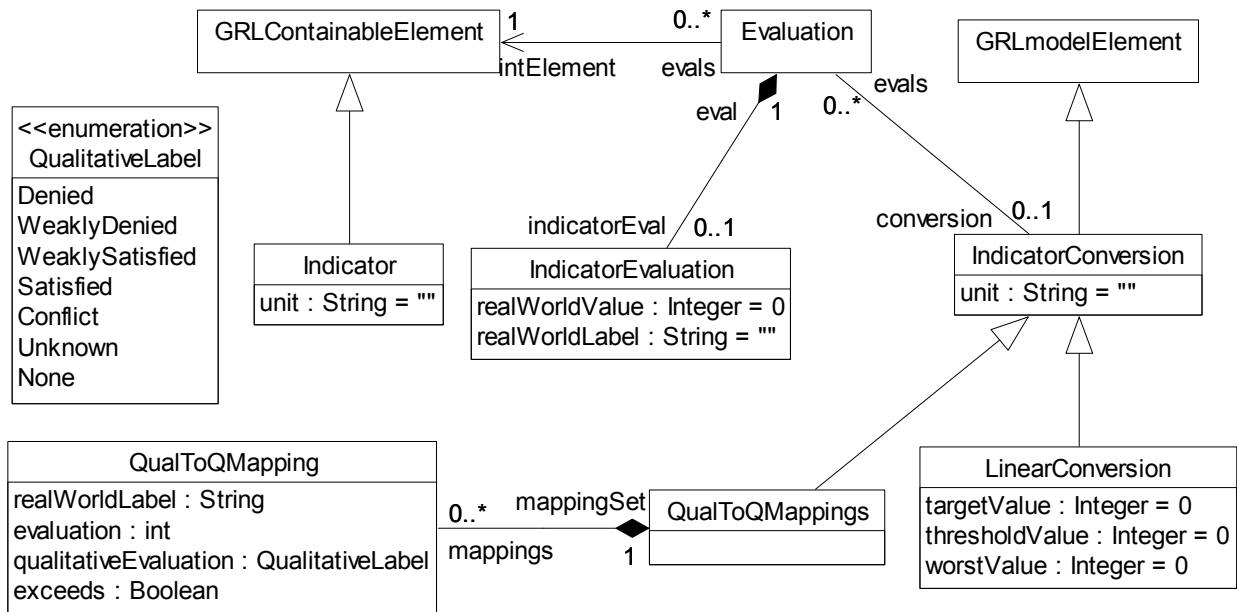 GRLContainableElement
1
0..*
Evaluation
GRLmodelElement
intElement
evals
evals
0..*
eval
1
<<enumeration>>
QualitativeLabel
Denied
WeaklyDenied
WeaklySatisfied
Satisfied
Conflict
Unknown
None
indicatorEval
0..1
conversion
0..1
Indicator
unit : String = ""
IndicatorEvaluation
realWorldValue : Integer = 0
realWorldLabel : String = ""
IndicatorConversion
unit : String = ""
QualToQMapping
realWorldLabel : String
evaluation : int
qualitativeEvaluation : QualitativeLabel
exceeds : Boolean
0..*
mappings
mappingSet
1
QualToQMappings
LinearConversion
targetValue : Integer = 0
thresholdValue : Integer = 0
worstValue : Integer = 0